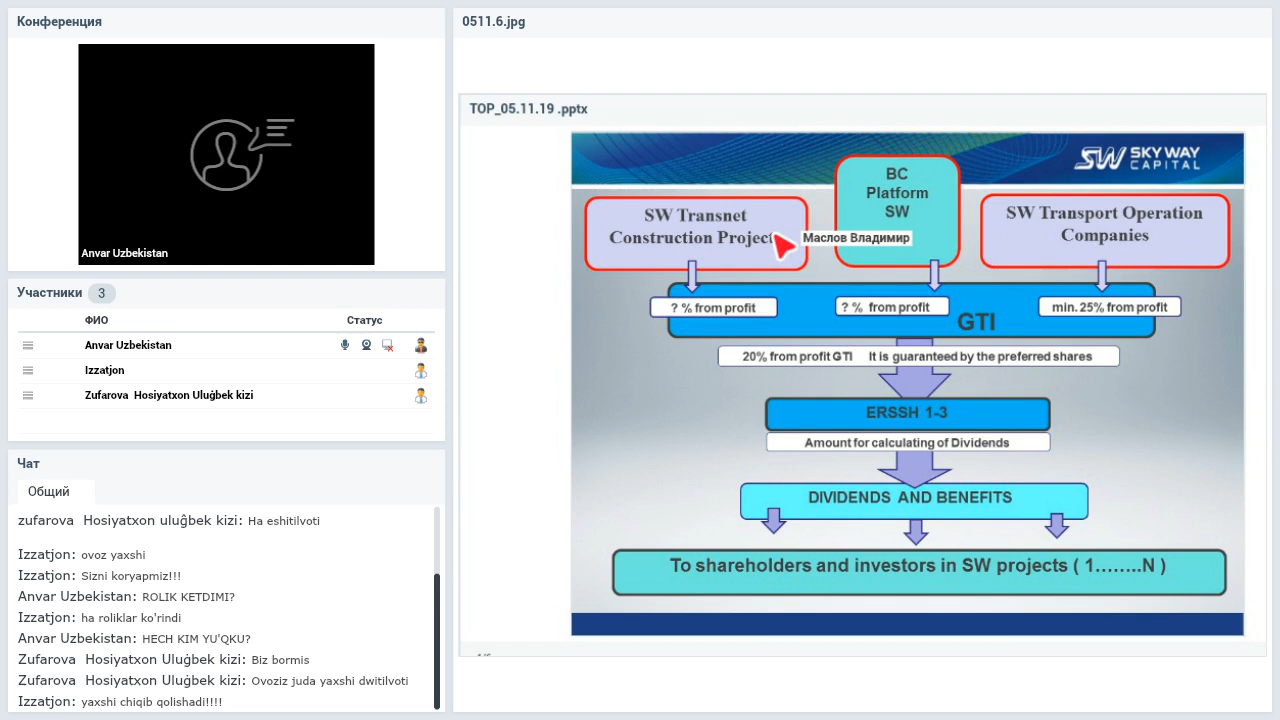 Конференция
Anvar Uzbekistan
Участники 3
ФИО Статус
Anvar Uzbekistan
Izzatjon
Zufarova Hosiyatxon Uluġbek kizi
Чат
Общий
zufarova Hosiyatxon uluĝbek kizi: Ha eshitilvoti
Izzatjon: ovoz yaxshi
Izzatjon: Sizni koryapmiz!!!
Anvar Uzbekistan: ROLIK KETDIMI?
Izzatjon: ha roliklar ko'rindi
Anvar Uzbekistan: HECH KIM YU'QKU?
Zufarova Hosiyatxon Uluġbek kizi: Biz bormis
Zufarova Hosiyatxon Uluġbek kizi: Ovoziz juda yaxshi dwitilvoti
Izzatjon: yaxshi chiqib qolishadi!!!!
0511.6.jpg
TOP_05.11.19 .pptx
SW SKY WAY
CAPITAL
BC
Platform
SW
SW Transnet
Construction Project
SW Transport Operation
Companies
Маслов Владимир
? % from profit
? % from profit
min. 25% from profit
GTI
20% from profit GTI It is guaranteed by the preferred shares
ERSSH 1-3
Amount for calculating of Dividends
DIVIDENDS AND BENEFITS
To shareholders and investors in SW projects ( 1........N )